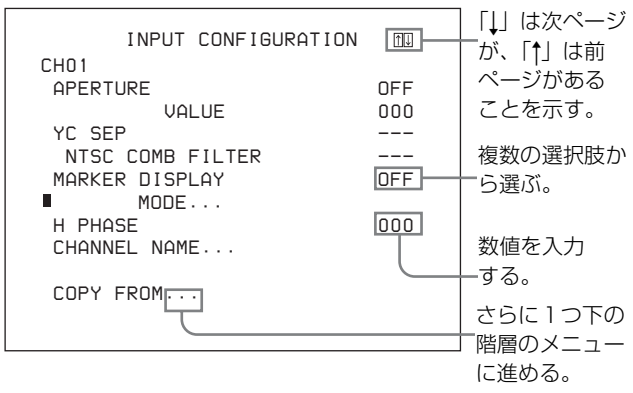 INPUT CONFIGURATION ↑↓
CH01
APERTURE OFF
VALUE 000
YC SEP ---
NTSC COMB FILTER ---
MARKER DISPLAY OFF
MODE...
H PHASE 000
CHANNEL NAME...
COPY FROM...
「↓」は次ページ
が、「↑」は前
ページがある
ことを示す。
複数の選択肢か
ら選ぶ。
数値を入力
する。
さらに1つ下の
階層のメニュー
に進める。